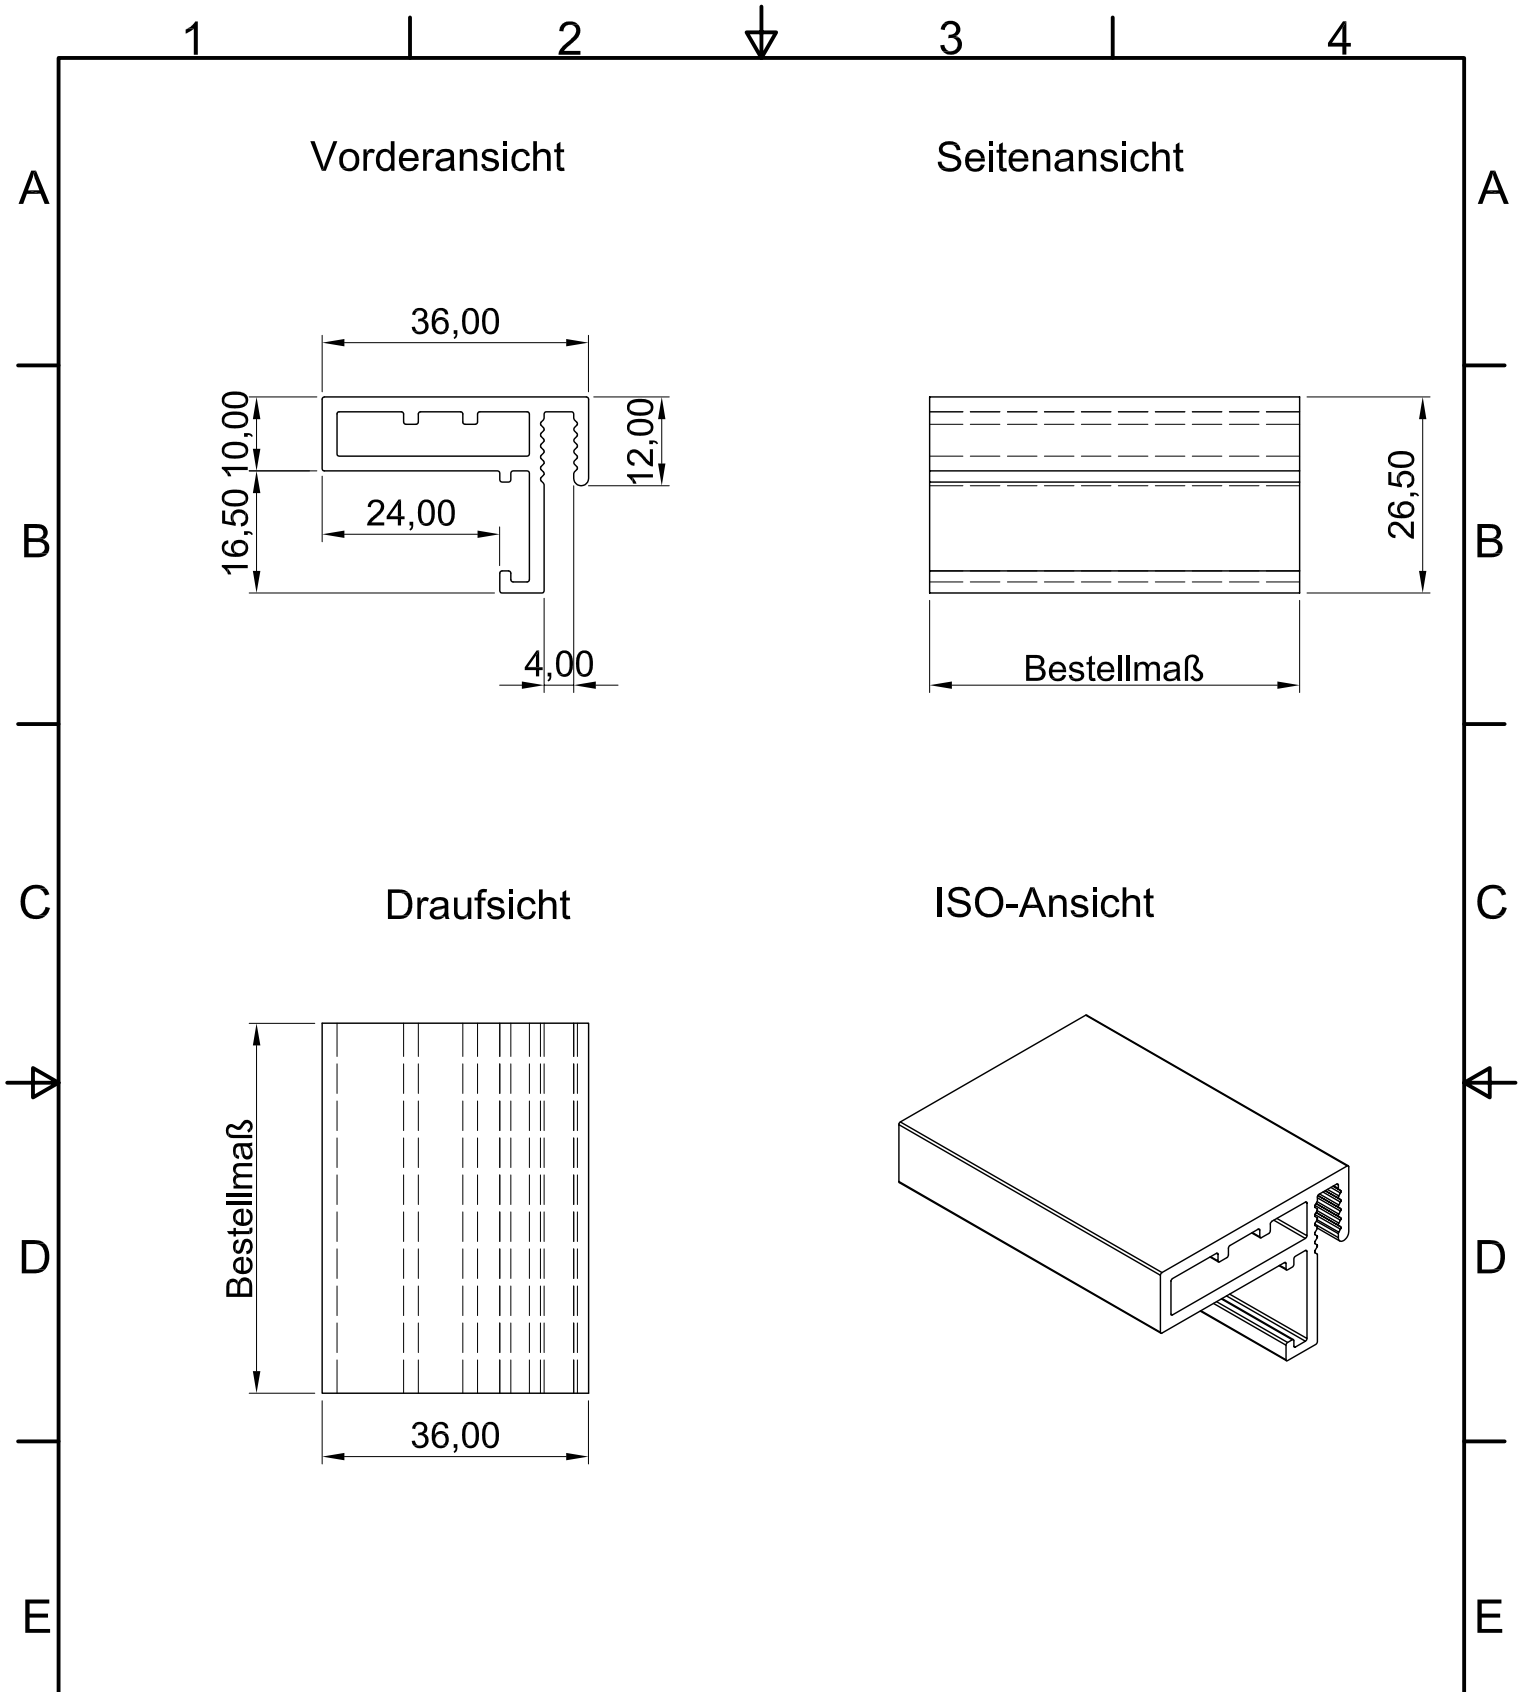 1 2 3 4
Vorderansicht Seitenansicht
A A
36,00
10,00
12,00
16,50
24,00
26,50
B B
4,00
Bestellmaß
Draufsicht ISO-Ansicht
C C
Bestellmaß
D D
36,00
E E